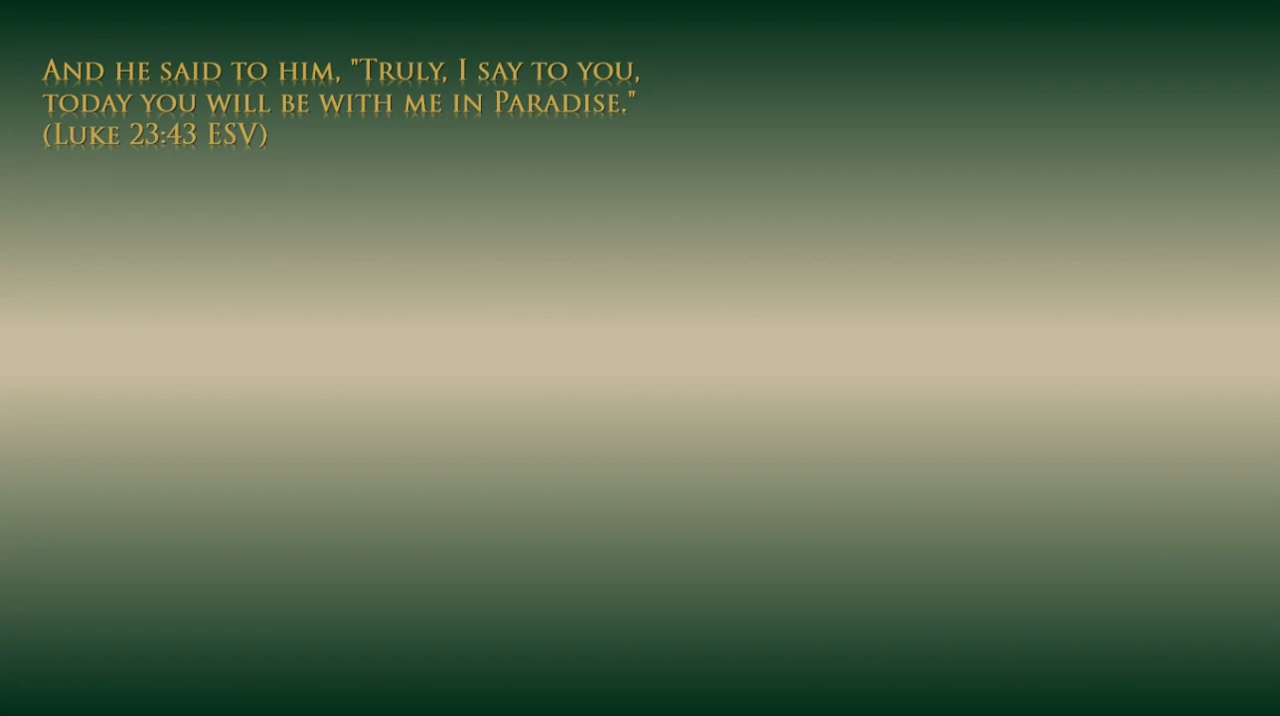 And he said to him, "Truly, I say to you,
today you will be with me in Paradise."
(Luke 23:43 ESV)